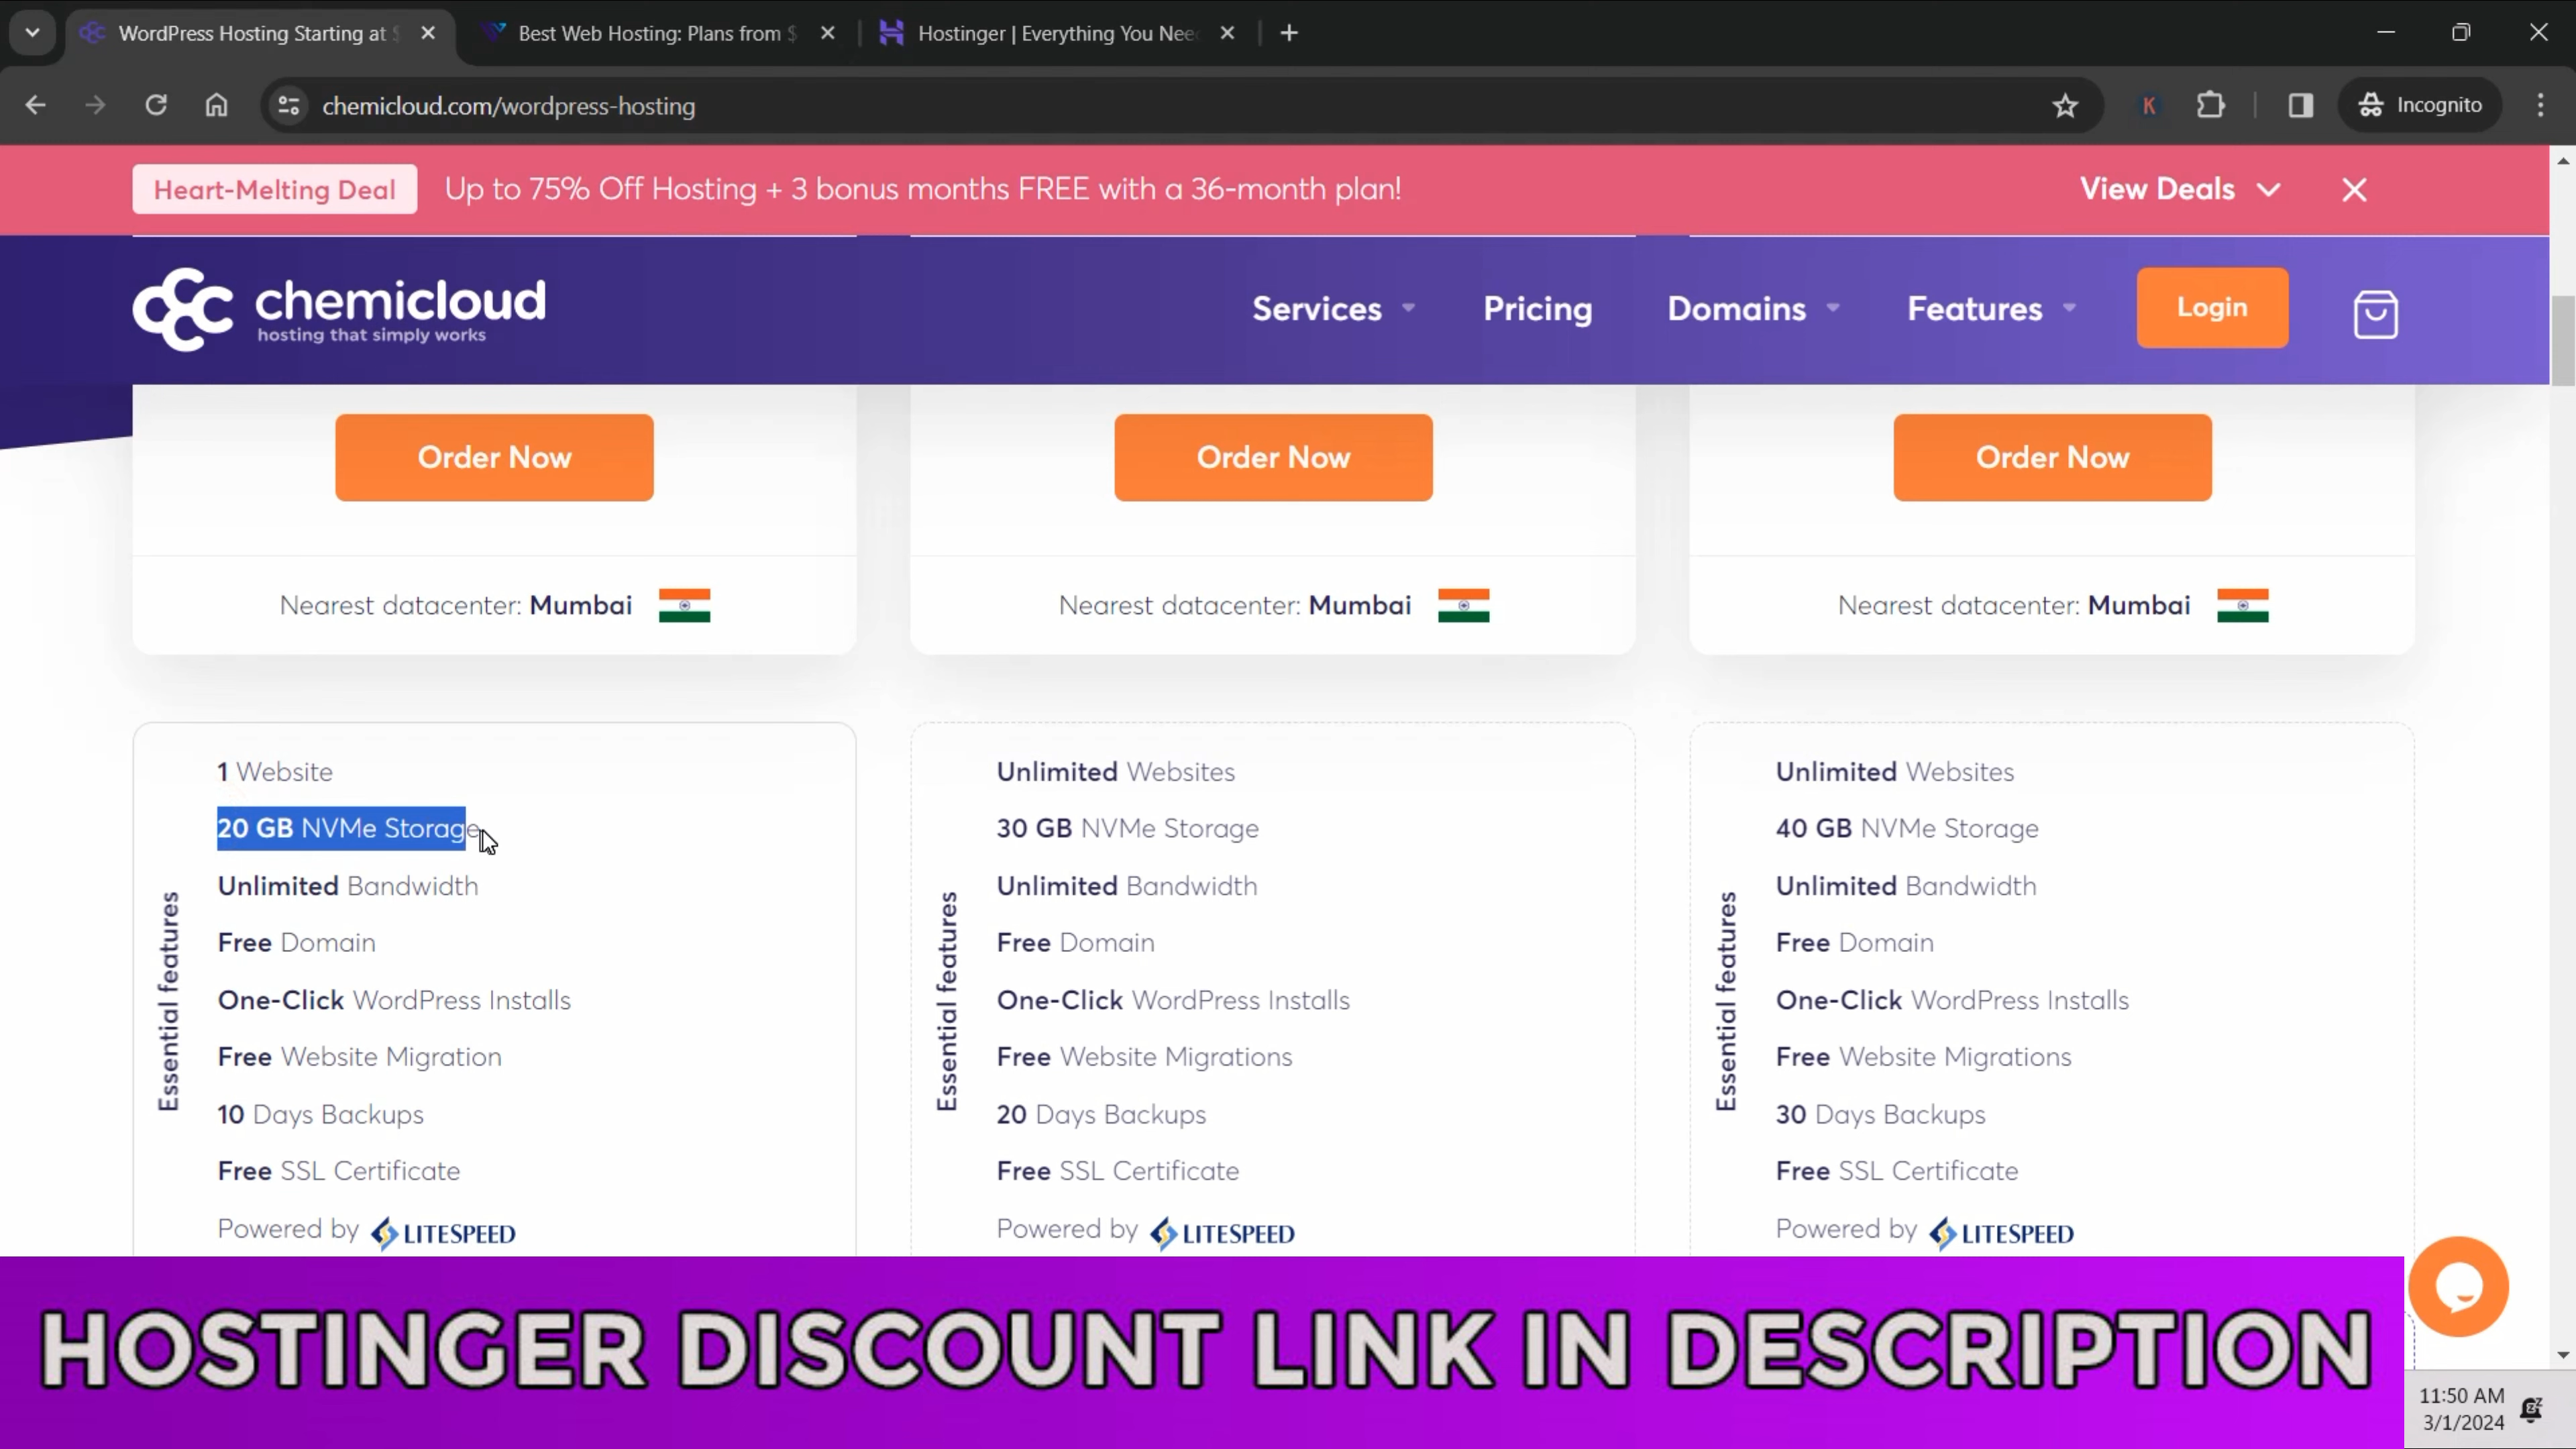 WordPress Hosting Starting at $
Best Web Hosting: Plans from $
Hostinger | Everything You Nee
chemicloud.com/wordpress-hosting
K
Incognito
Heart-Melting Deal
Up to 75% Off Hosting + 3 bonus months FREE with a 36-month plan!
View Deals
chemicloud
hosting that simply works
Services
Pricing
Domains
Features
Login
Order Now
Order Now
Order Now
Nearest datacenter: Mumbai
Nearest datacenter: Mumbai
Nearest datacenter: Mumbai
Essential features
1 Website
20 GB NVMe Storage
Unlimited Bandwidth
Free Domain
One-Click WordPress Installs
Free Website Migration
10 Days Backups
Free SSL Certificate
Powered by LITESPEED
Essential features
Unlimited Websites
30 GB NVMe Storage
Unlimited Bandwidth
Free Domain
One-Click WordPress Installs
Free Website Migrations
20 Days Backups
Free SSL Certificate
Powered by LITESPEED
Essential features
Unlimited Websites
40 GB NVMe Storage
Unlimited Bandwidth
Free Domain
One-Click WordPress Installs
Free Website Migrations
30 Days Backups
Free SSL Certificate
Powered by LITESPEED
HOSTINGER DISCOUNT LINK IN DESCRIPTION
11:50 AM
3/1/2024